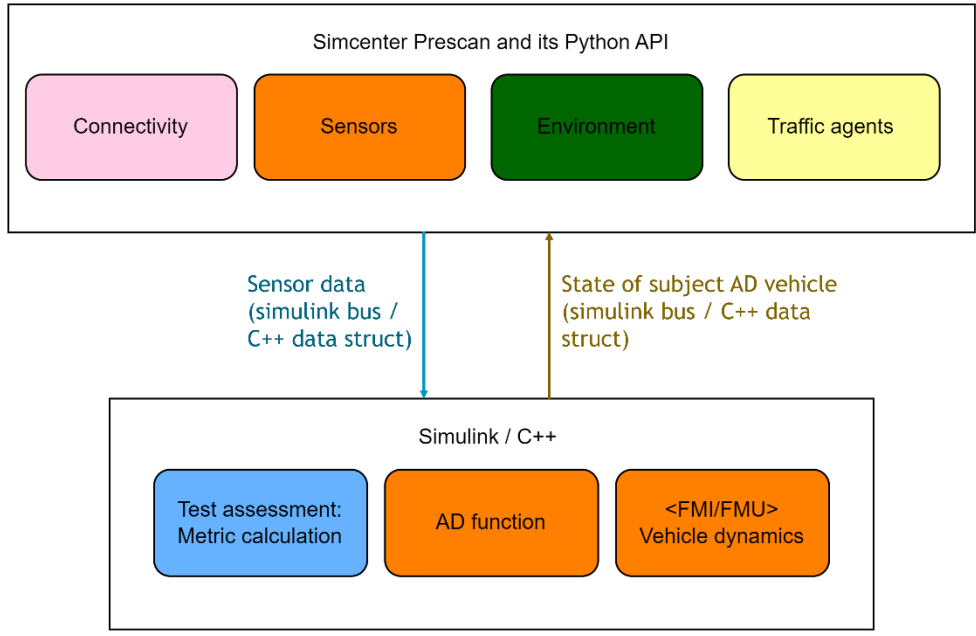 Simcenter Prescan and its Python API
Connectivity
Sensors
Environment
Traffic agents
Sensor data
(simulink bus /
C++ data struct)
State of subject AD vehicle
(simulink bus / C++ data
struct)
Simulink / C++
Test assessment:
Metric calculation
AD function
<FMI/FMU>
Vehicle dynamics